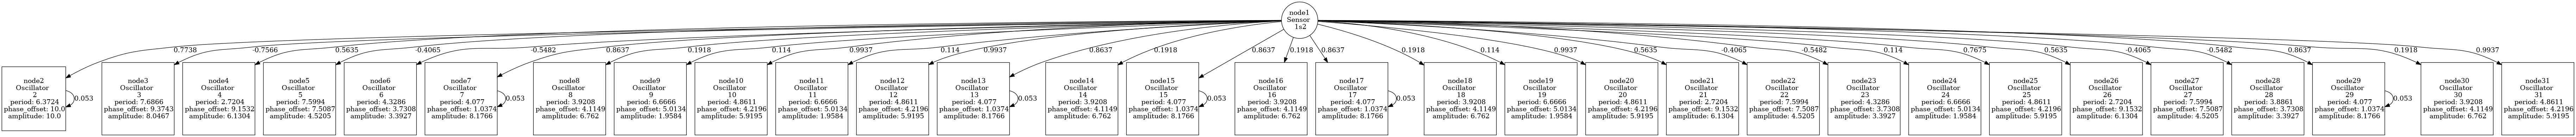 node1
Sensor
1s2
0.7738
-0.7566
0.5635
-0.4065
-0.5482
0.8637
0.1918
0.114
0.9937
0.114
0.9937
0.8637
0.1918
0.8637
0.1918
0.8637
0.1918
0.114
0.9937
0.5635
-0.4065
-0.5482
0.114
0.7675
0.5635
-0.4065
-0.5482
0.8637
0.1918
0.9937
node2
Oscillator
2
period: 6.3724
phase_offset: 10.0
amplitude: 10.0
0.053
node3
Oscillator
3
period: 7.6866
phase_offset: 9.3743
amplitude: 8.0467
node4
Oscillator
4
period: 2.7204
phase_offset: 9.1532
amplitude: 6.1304
node5
Oscillator
5
period: 7.5994
phase_offset: 7.5087
amplitude: 4.5205
node6
Oscillator
6
period: 4.3286
phase_offset: 3.7308
amplitude: 3.3927
node7
Oscillator
7
period: 4.077
phase_offset: 1.0374
amplitude: 8.1766
0.053
node8
Oscillator
8
period: 3.9208
phase_offset: 4.1149
amplitude: 6.762
node9
Oscillator
9
period: 6.6666
phase_offset: 5.0134
amplitude: 1.9584
node10
Oscillator
10
period: 4.8611
phase_offset: 4.2196
amplitude: 5.9195
node11
Oscillator
11
period: 6.6666
phase_offset: 5.0134
amplitude: 1.9584
node12
Oscillator
12
period: 4.8611
phase_offset: 4.2196
amplitude: 5.9195
node13
Oscillator
13
period: 4.077
phase_offset: 1.0374
amplitude: 8.1766
0.053
node14
Oscillator
14
period: 3.9208
phase_offset: 4.1149
amplitude: 6.762
node15
Oscillator
15
period: 4.077
phase_offset: 1.0374
amplitude: 8.1766
0.053
node16
Oscillator
16
period: 3.9208
phase_offset: 4.1149
amplitude: 6.762
node17
Oscillator
17
period: 4.077
phase_offset: 1.0374
amplitude: 8.1766
0.053
node18
Oscillator
18
period: 3.9208
phase_offset: 4.1149
amplitude: 6.762
node19
Oscillator
19
period: 6.6666
phase_offset: 5.0134
amplitude: 1.9584
node20
Oscillator
20
period: 4.8611
phase_offset: 4.2196
amplitude: 5.9195
node21
Oscillator
21
period: 2.7204
phase_offset: 9.1532
amplitude: 6.1304
node22
Oscillator
22
period: 7.5994
phase_offset: 7.5087
amplitude: 4.5205
node23
Oscillator
23
period: 4.3286
phase_offset: 3.7308
amplitude: 3.3927
node24
Oscillator
24
period: 6.6666
phase_offset: 5.0134
amplitude: 1.9584
node25
Oscillator
25
period: 4.8611
phase_offset: 4.2196
amplitude: 5.9195
node26
Oscillator
26
period: 2.7204
phase_offset: 9.1532
amplitude: 6.1304
node27
Oscillator
27
period: 7.5994
phase_offset: 7.5087
amplitude: 4.5205
node28
Oscillator
28
period: 3.8861
phase_offset: 3.7308
amplitude: 3.3927
node29
Oscillator
29
period: 4.077
phase_offset: 1.0374
amplitude: 8.1766
0.053
node30
Oscillator
30
period: 3.9208
phase_offset: 4.1149
amplitude: 6.762
node31
Oscillator
31
period: 4.8611
phase_offset: 4.2196
amplitude: 5.9195